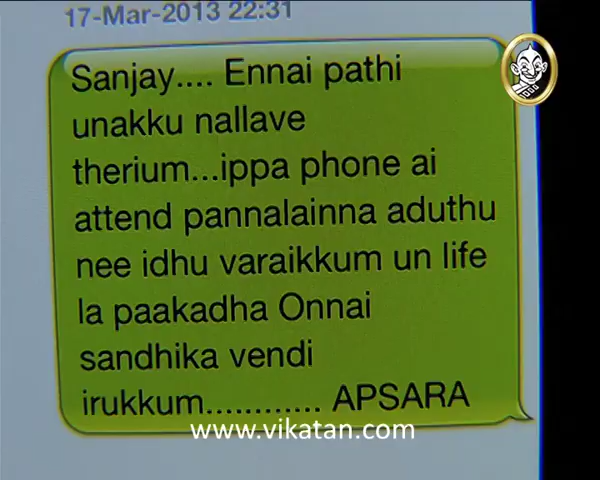 17-Mar-2013 22:31
Sanjay.... Ennai pathi
unakku nallave
therium...ippa phone ai
attend pannalainna aduthu
nee idhu varaikkum un life
la paakadha Onnai
sandhika vendi
irukkum............ APSARA
www.vikatan.com